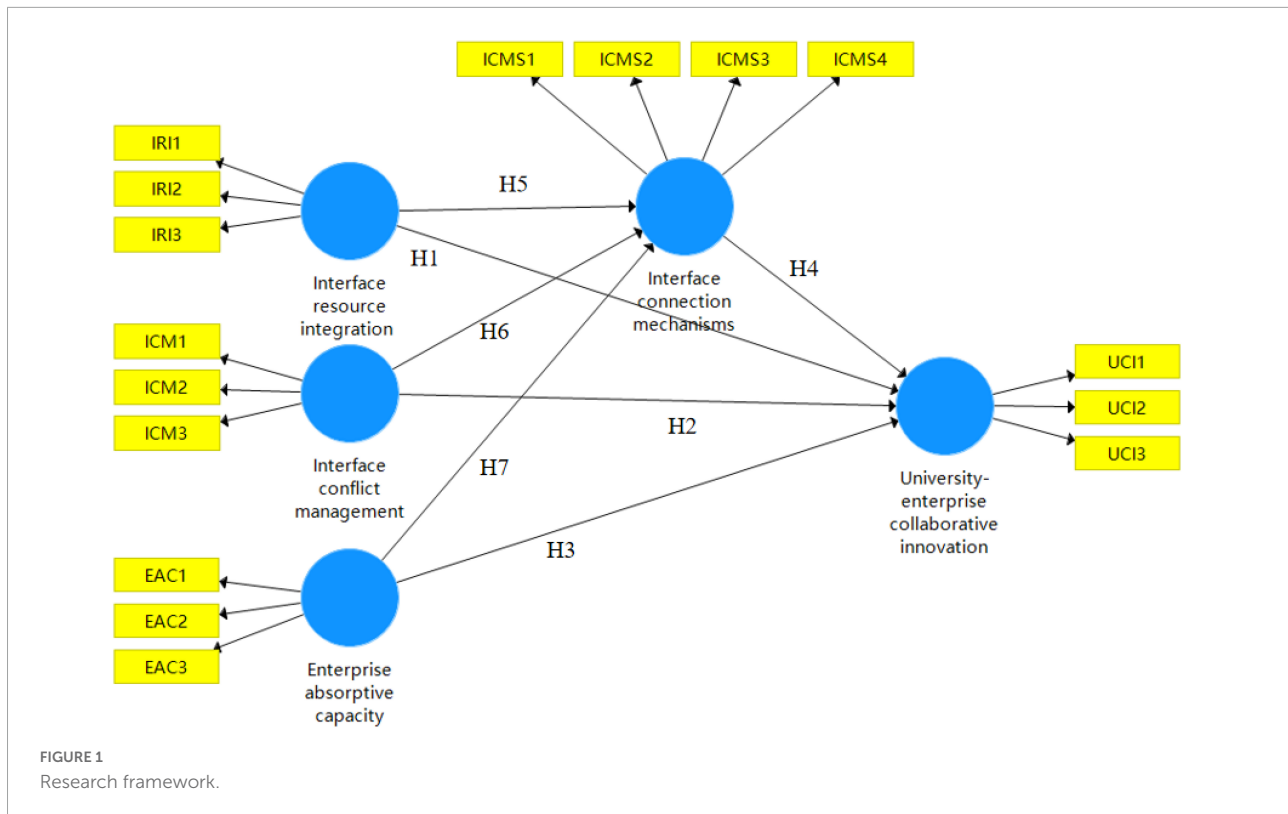 ICMS1
ICMS2
ICMS3
ICMS4
IRI1
IRI2
IRI3
Interface
resource
integration
H5
H1
Interface
connection
mechanisms
H4
ICM1
ICM2
ICM3
Interface
conflict
management
H6
H2
H7
UCI1
UCI2
UCI3
University-
enterprise
collaborative
innovation
H3
EAC1
EAC2
EAC3
Enterprise
absorptive
capacity
FIGURE 1
Research framework.